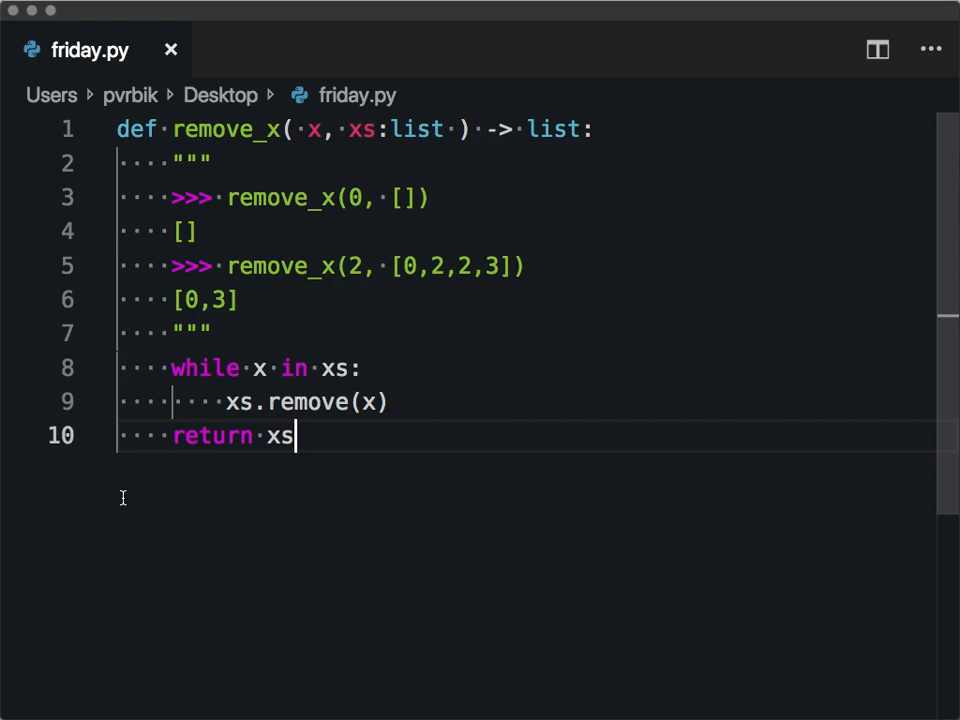 friday.py
Users pvrbik Desktop friday.py
1 def remove_x( x, xs:list ) -> list:
2 """
3 >>> remove_x(0, [])
4 []
5 >>> remove_x(2, [0,2,2,3])
6 [0,3]
7 """
8 while x in xs:
9 xs.remove(x)
10 return xs